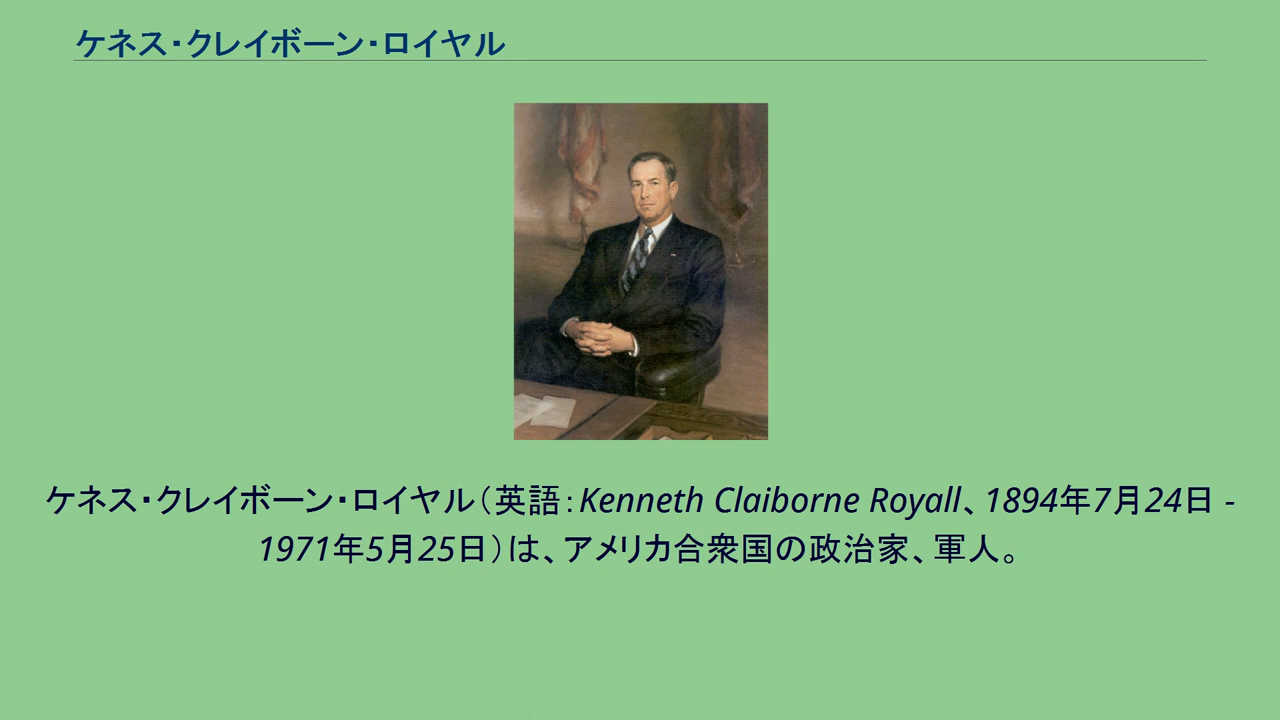 ケネス・クレイボーン・ロイヤル
ケネス・クレイボーン・ロイヤル（英語：Kenneth Claiborne Royall、1894年7月24日 -
1971年5月25日）は、アメリカ合衆国の政治家、軍人。